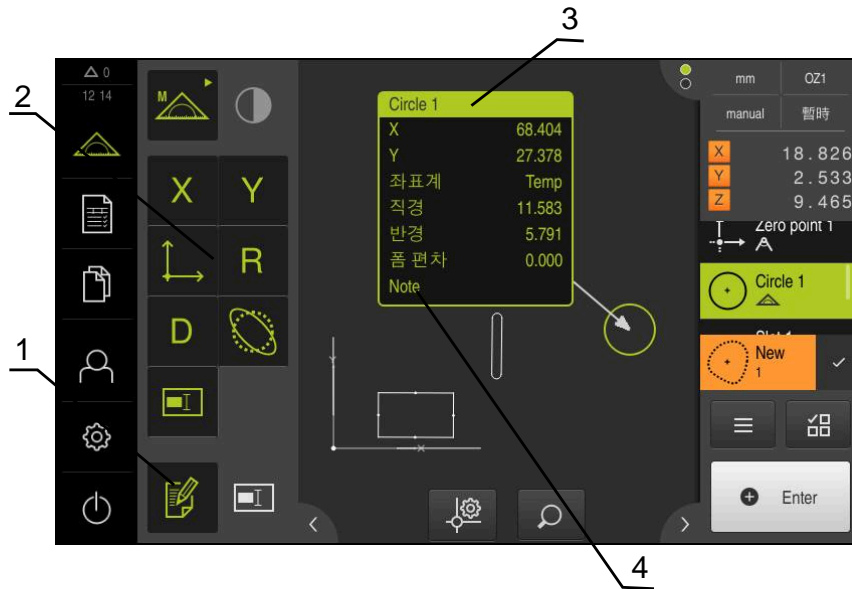 3
0
mm
OZ1
12 14
2
M
Circle 1
manual
暫時
X
68.404
X
18.826
Y
27.378
Y
2.533
X
Y
좌표계
Temp
Z
9.465
직경
11.583
Zero point 1
R
반경
5.791
폼 편차
0.000
Circle 1
Note
D
1
New
1
Y
X
Enter
4